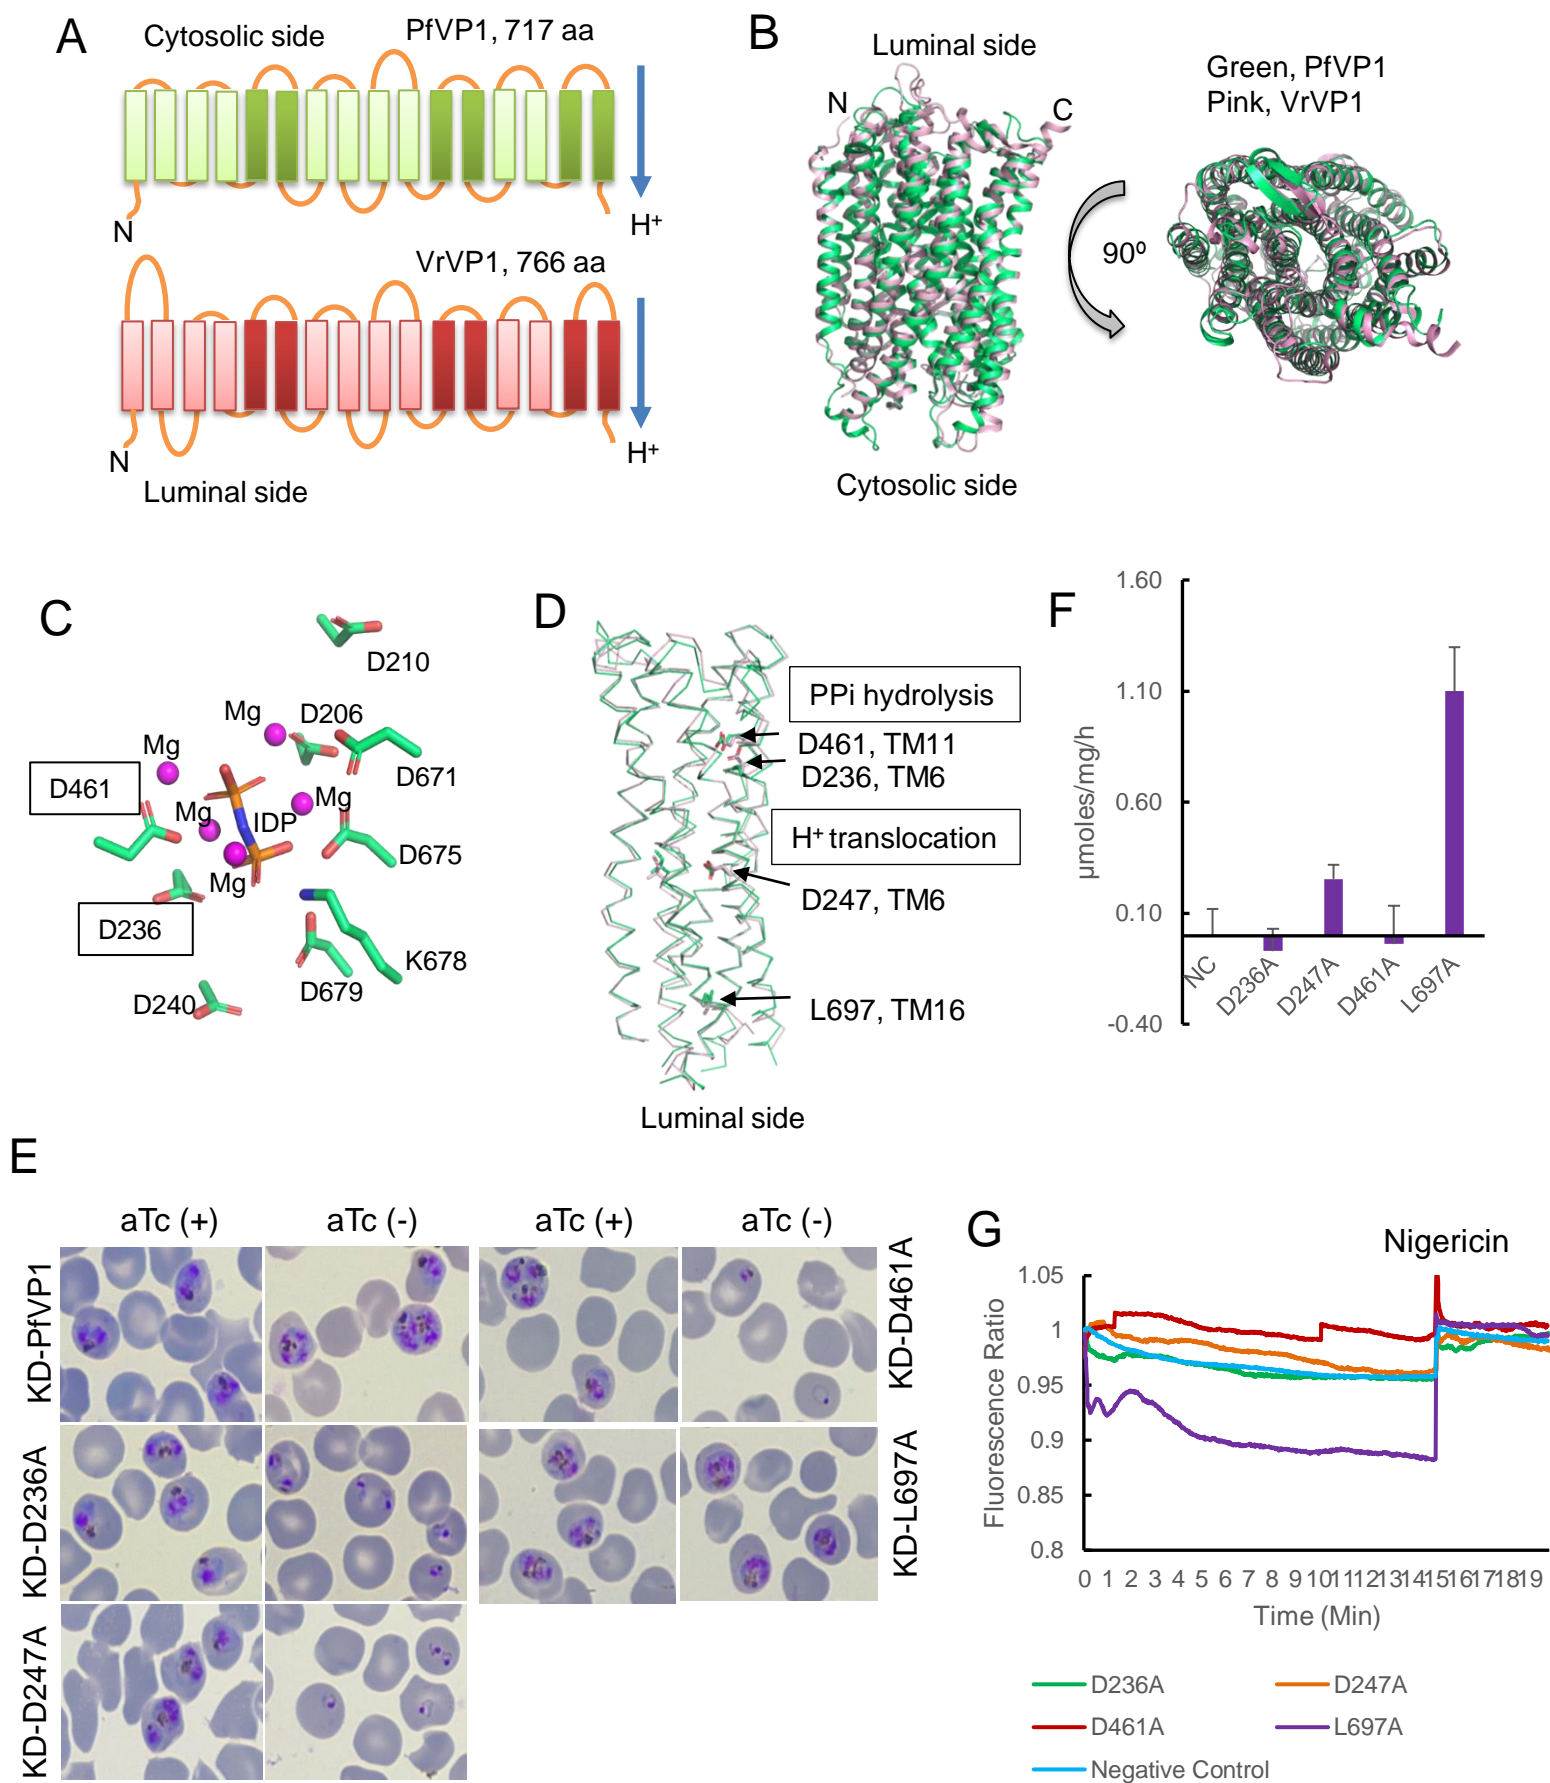 A
Cytosolic side
PfVP1, 717 aa
N
H+
VrVP1, 766 aa
N
H+
Luminal side
B
Luminal side
N
C
Green, PfVP1
Pink, VrVP1
90⁰
Cytosolic side
C
D210
Mg
D206
Mg
D671
D461
Mg
Mg
IDP
D675
Mg
D236
K678
D679
D240
D
PPi hydrolysis
D461, TM11
D236, TM6
H+ translocation
D247, TM6
L697, TM16
Luminal side
F
µmoles/mg/h
1.60
1.10
0.60
0.10
-0.40
NC
D236A
D247A
D461A
L697A
E
aTc (+)
aTc (-)
aTc (+)
aTc (-)
KD-PfVP1
KD-D461A
KD-D236A
KD-L697A
KD-D247A
G
Nigericin
Fluorescence Ratio
1.05
1
0.95
0.9
0.85
0.8
0 1 2 3 4 5 6 7 8 9 10 11 12 13 14 15 16 17 18 19
Time (Min)
D236A
D247A
D461A
L697A
Negative Control